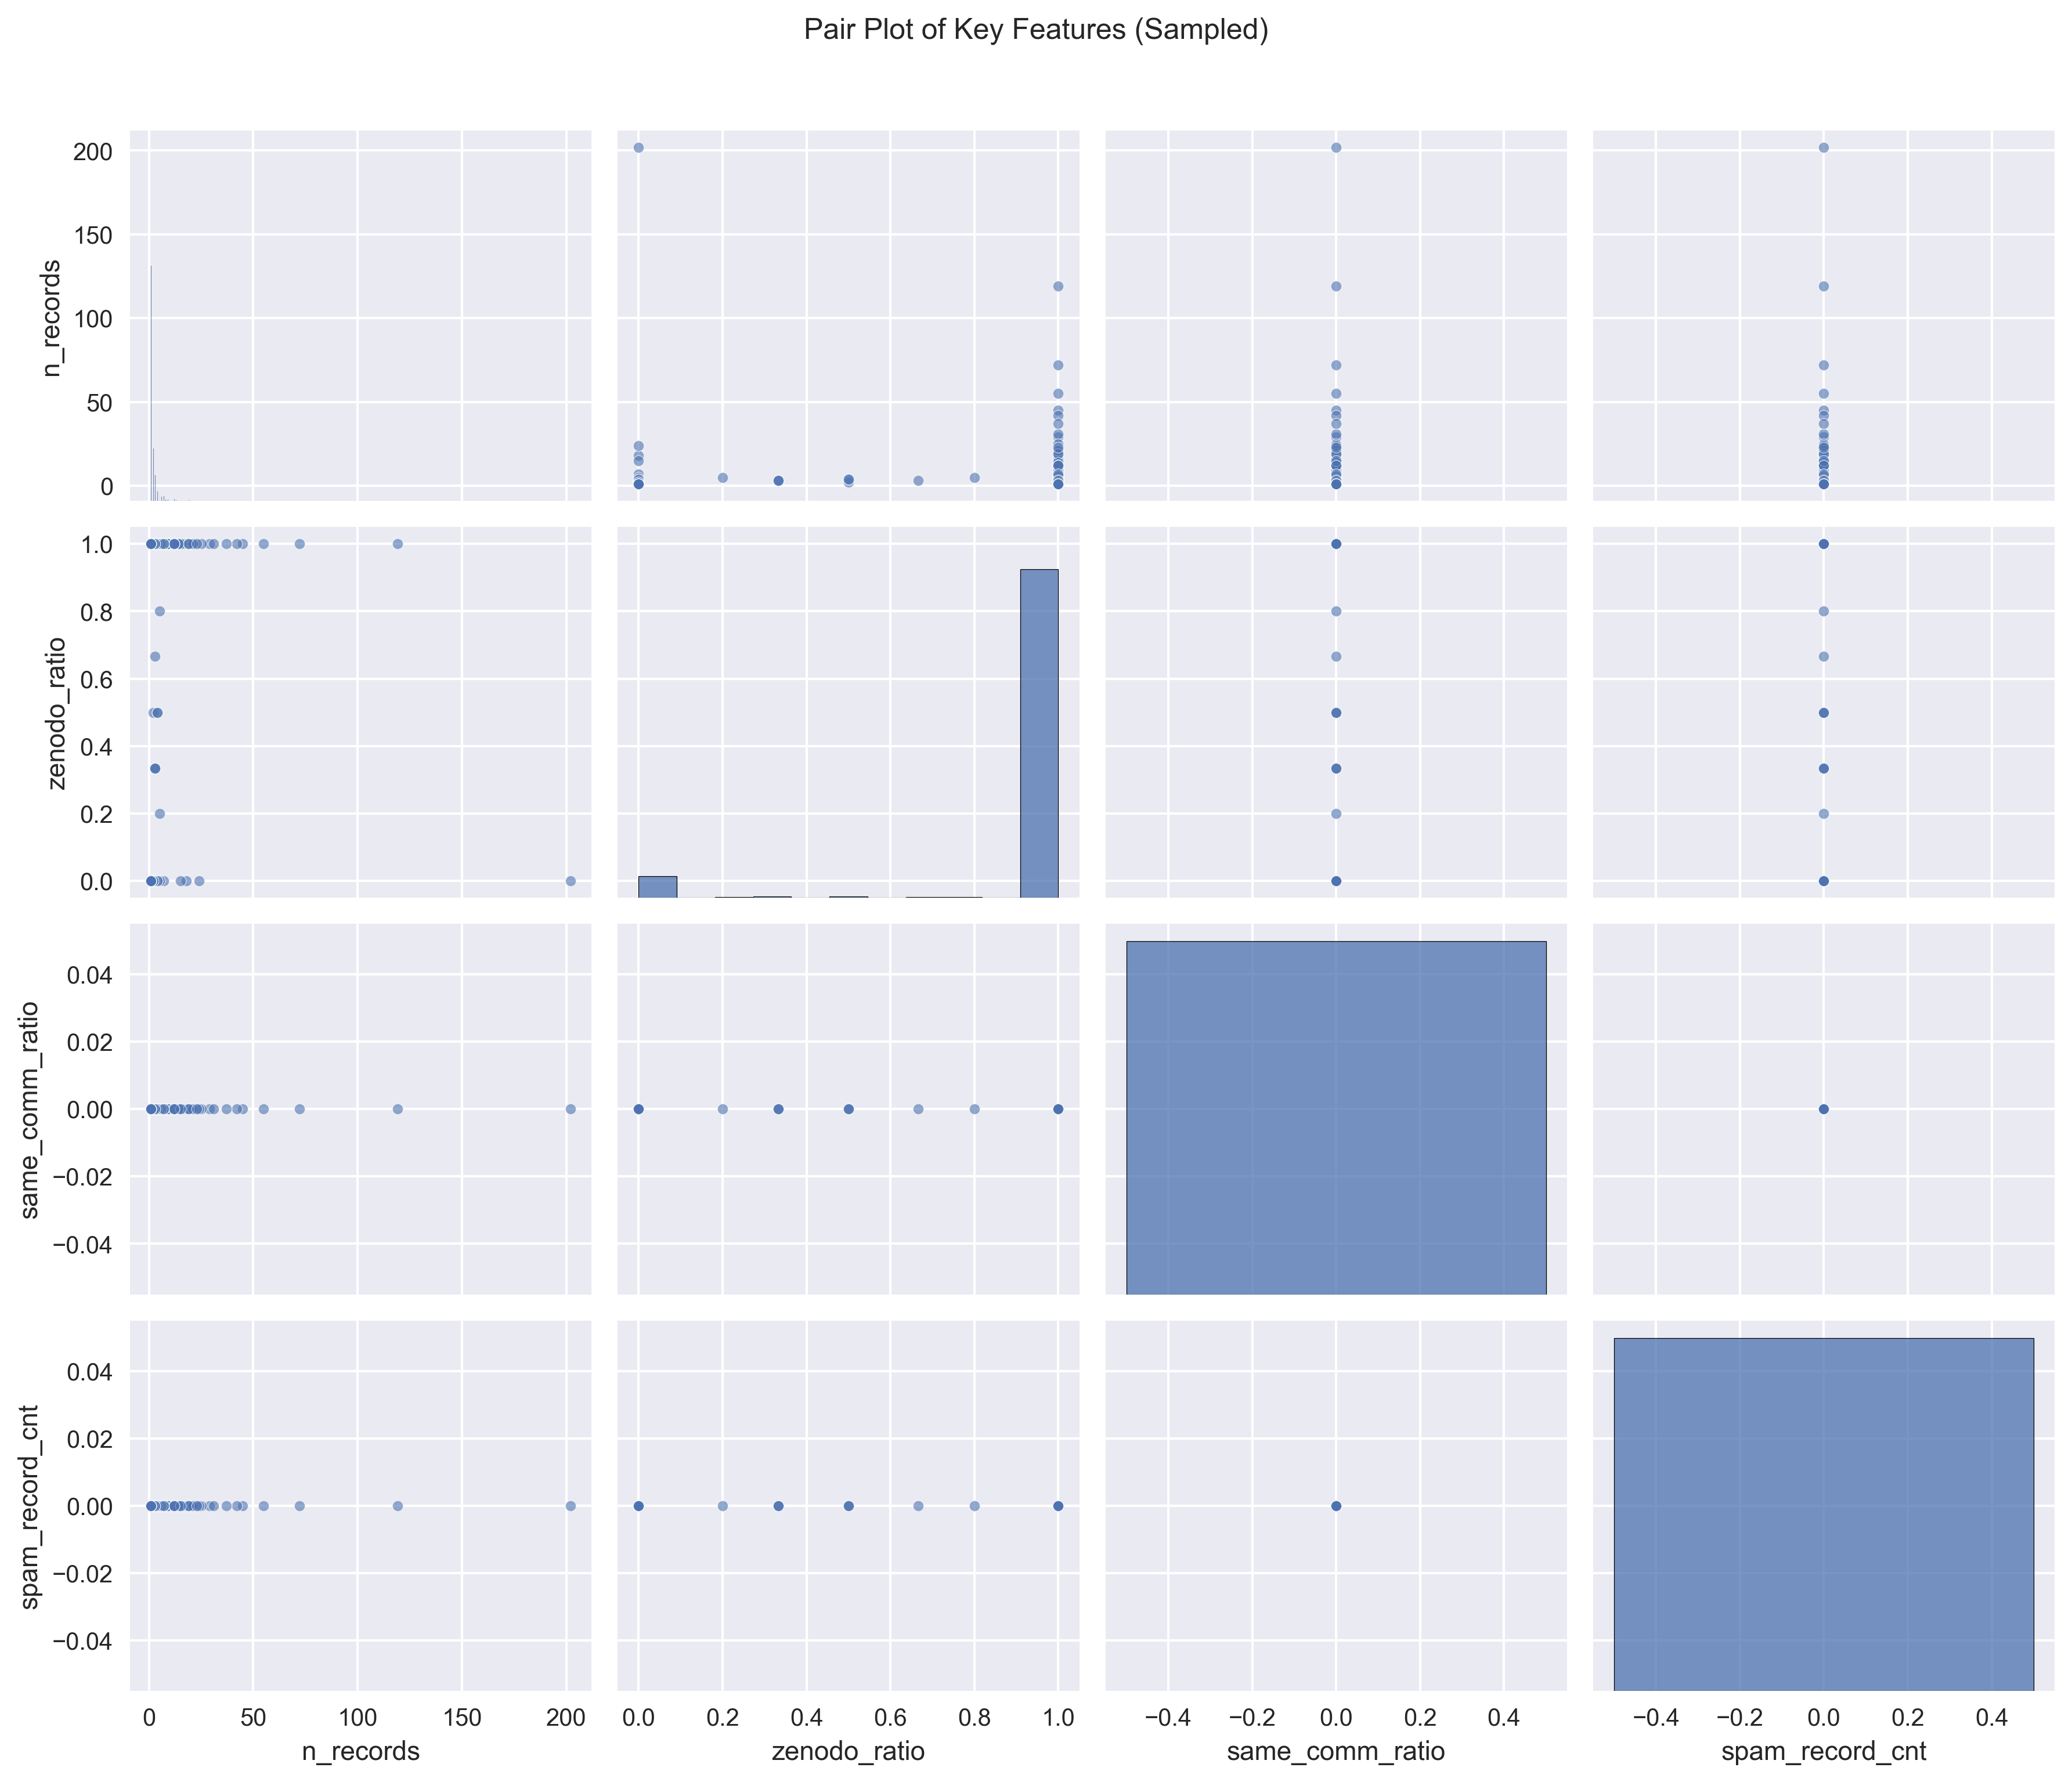 Pair Plot of Key Features (Sampled)
200
150
100
50
0
n_records
1.0
0.8
0.6
0.4
0.2
0.0
zenodo_ratio
0.04
0.02
0.00
−0.02
−0.04
same_comm_ratio
0.04
0.02
0.00
−0.02
−0.04
spam_record_cnt
0 50 100 150 200
n_records
0.0 0.2 0.4 0.6 0.8 1.0
zenodo_ratio
−0.4 −0.2 0.0 0.2 0.4
same_comm_ratio
−0.4 −0.2 0.0 0.2 0.4
spam_record_cnt